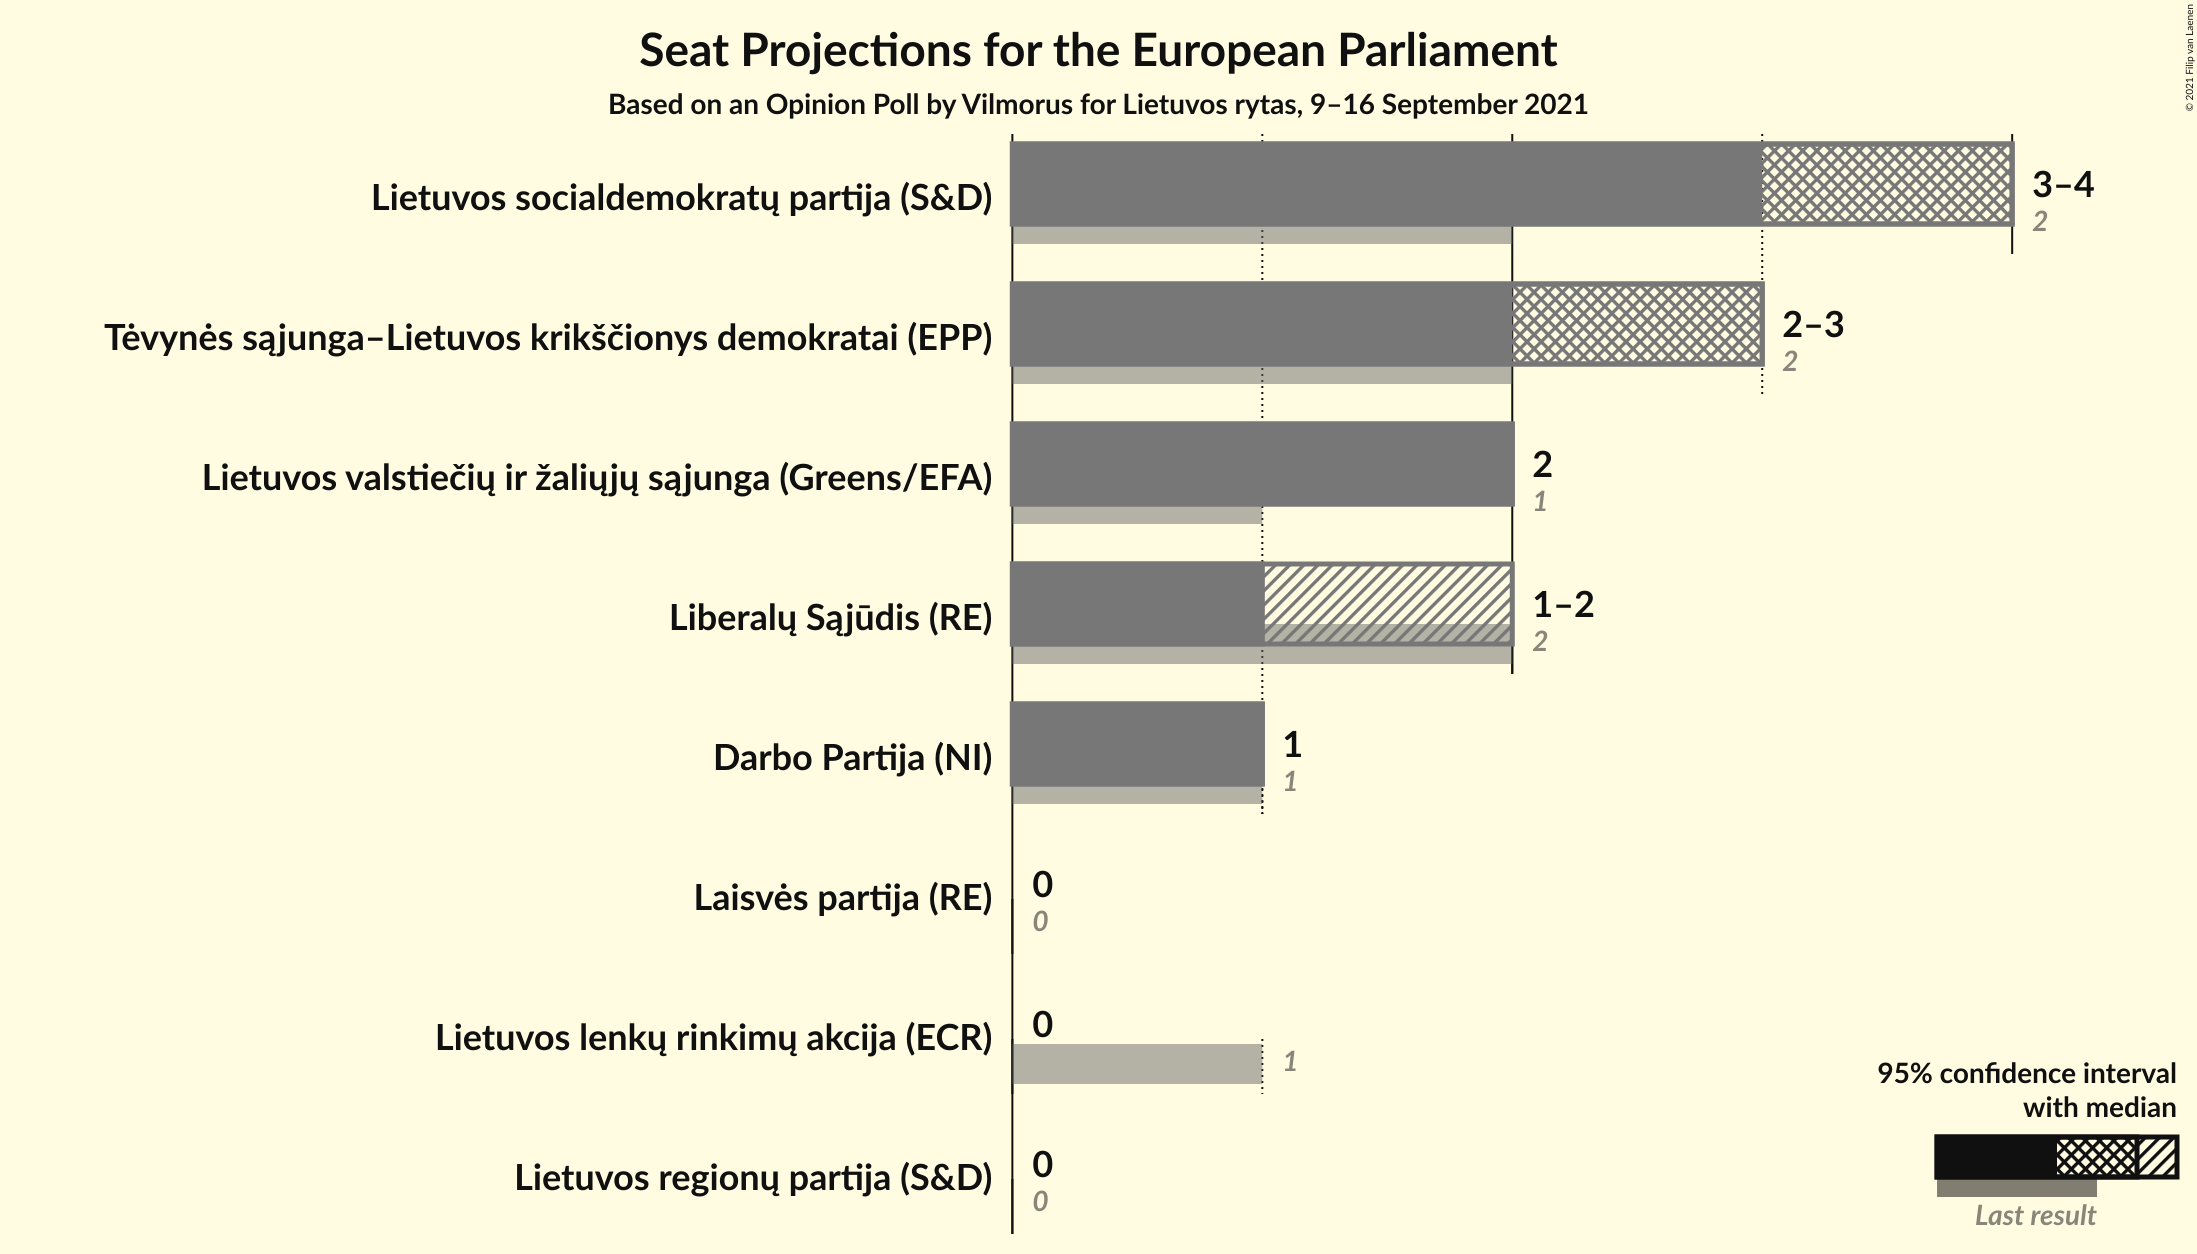 Seat Projections for the European Parliament
Based on an Opinion Poll by Vilmorus for Lietuvos rytas, 9–16 September 2021
© 2021 Filip van Laenen
Lietuvos socialdemokratų partija (S&D)
3–4
2
Tėvynės sąjunga–Lietuvos krikščionys demokratai (EPP)
2–3
2
Lietuvos valstiečių ir žaliųjų sąjunga (Greens/EFA)
2
1
Liberalų Sąjūdis (RE)
1–2
2
Darbo Partija (NI)
1
1
Laisvės partija (RE)
0
0
Lietuvos lenkų rinkimų akcija (ECR)
0
1
Lietuvos regionų partija (S&D)
0
0
95% confidence interval
with median
Last result